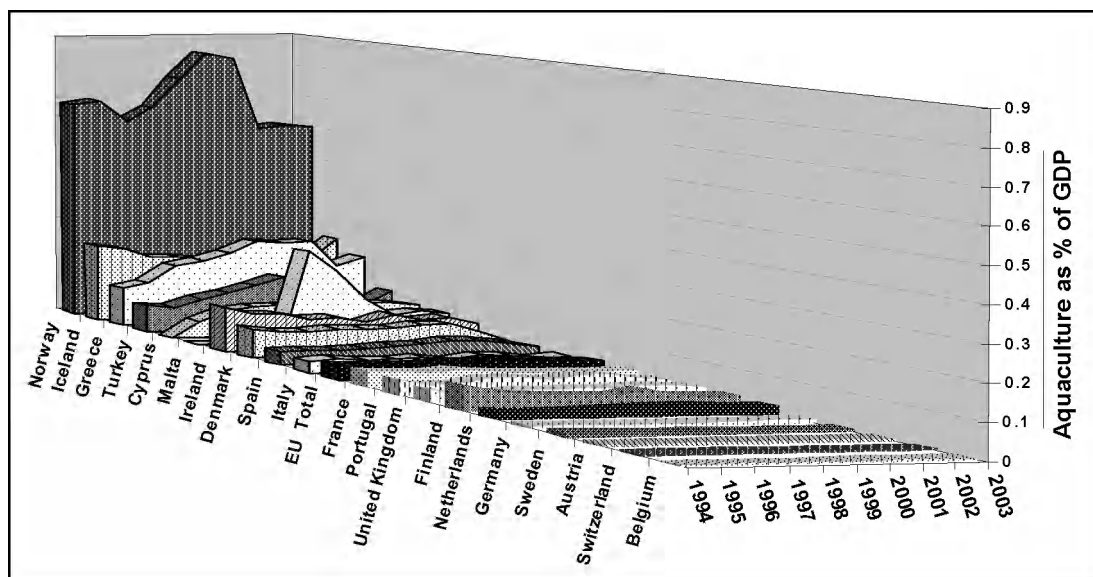 0.9
0.8
0.7
0.6
0.5
0.4
0.3
0.2
0.1
0
Aquaculture as % of GDP
Norway
Iceland
Greece
Turkey
Cyprus
Malta
Ireland
Denmark
Spain
Italy
EU Total
France
Portugal
United Kingdom
Finland
Netherlands
Germany
Sweden
Austria
Switzerland
Belgium
1994
1995
1996
1997
1998
1999
2000
2001
2002
2003